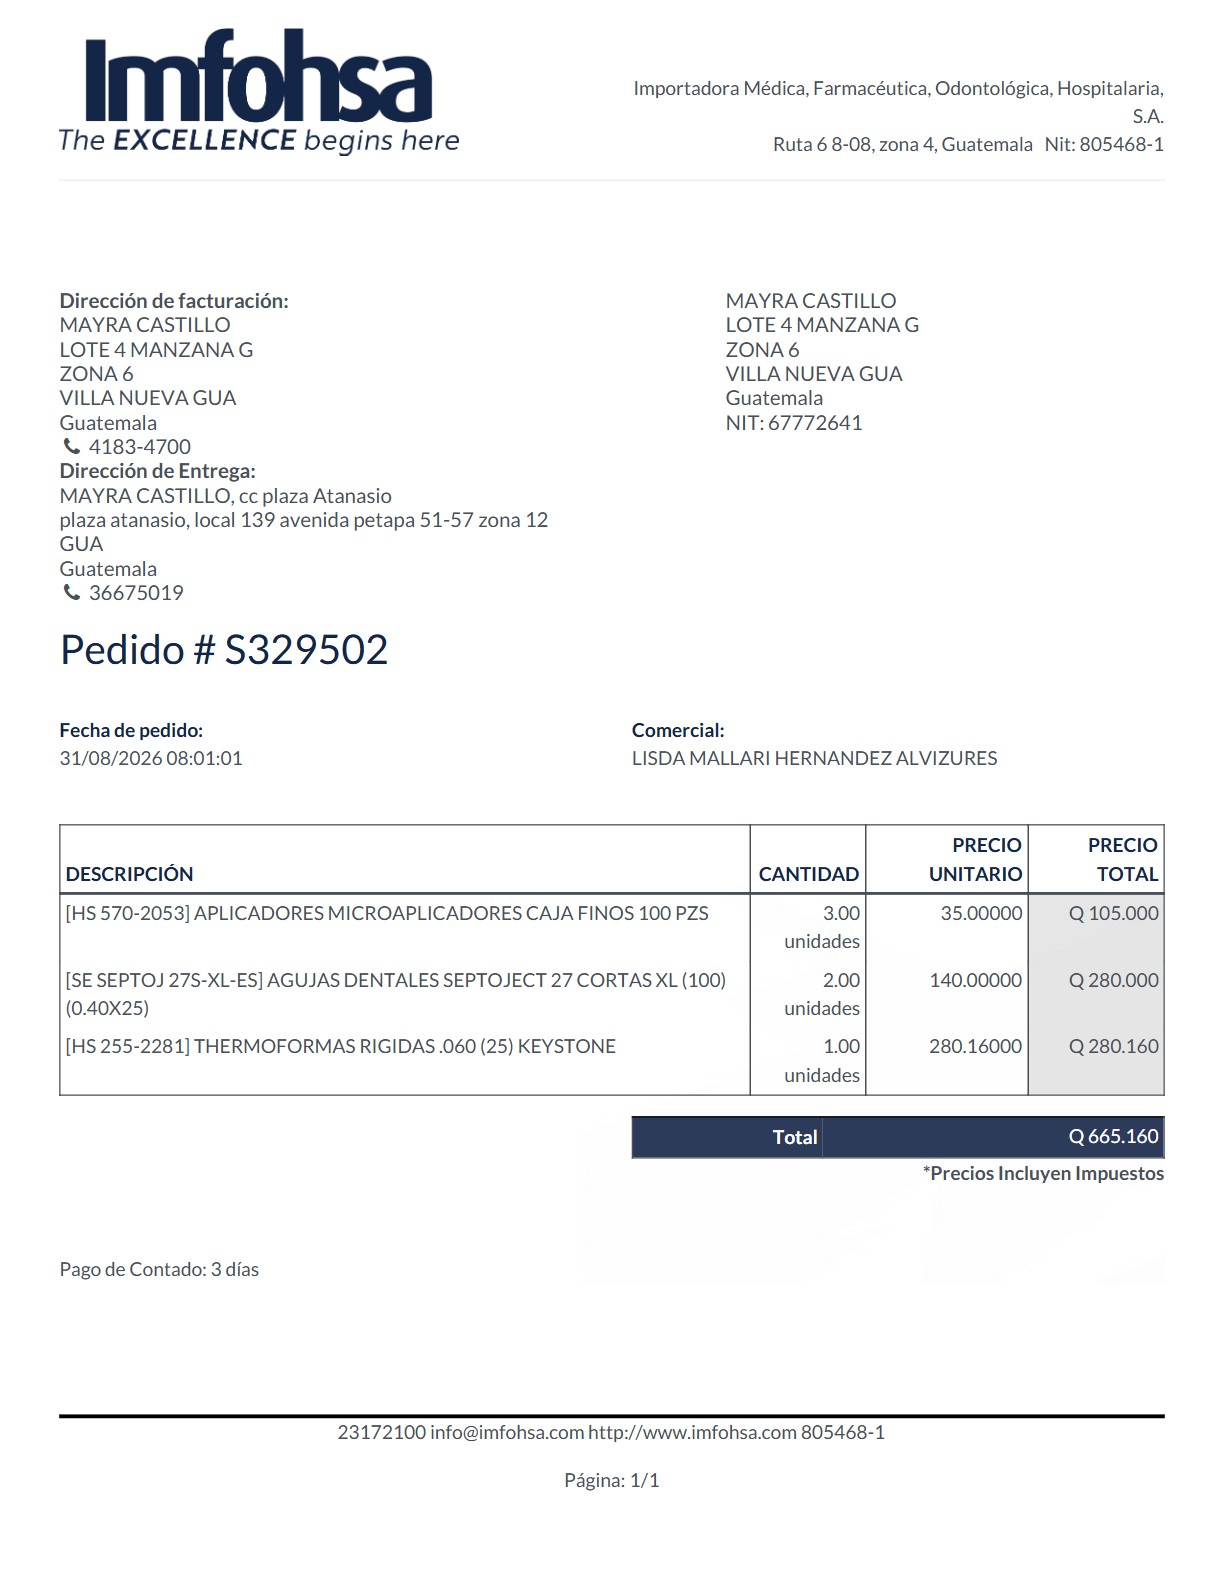 Imfohsa
The EXCELLENCE begins here
Importadora Médica, Farmacéutica, Odontológica, Hospitalaria,
S.A.
Ruta 6 8-08, zona 4, Guatemala Nit: 805468-1
Dirección de facturación:
MAYRA CASTILLO
LOTE 4 MANZANA G
ZONA 6
VILLA NUEVA GUA
Guatemala
4183-4700
Dirección de Entrega:
MAYRA CASTILLO, cc plaza Atanasio
plaza atanasio, local 139 avenida petapa 51-57 zona 12
GUA
Guatemala
36675019
MAYRA CASTILLO
LOTE 4 MANZANA G
ZONA 6
VILLA NUEVA GUA
Guatemala
NIT: 67772641
Pedido # S329502
Fecha de pedido:
31/08/2026 08:01:01
Comercial:
LISDA MALLARI HERNANDEZ ALVIZURES
DESCRIPCIÓN CANTIDAD PRECIO UNITARIO PRECIO TOTAL
[HS 570-2053] APLICADORES MICROAPLICADORES CAJA FINOS 100 PZS 3.00 35.00000 Q 105.000
unidades
[SE SEPTOJ 27S-XL-ES] AGUJAS DENTALES SEPTOJECT 27 CORTAS XL (100) 2.00 140.00000 Q 280.000
(0.40X25) unidades
[HS 255-2281] THERMOFORMAS RIGIDAS .060 (25) KEYSTONE 1.00 280.16000 Q 280.160
unidades
Total Q 665.160
*Precios Incluyen Impuestos
Pago de Contado: 3 días
23172100 info@imfohsa.com http://www.imfohsa.com 805468-1
Página: 1/1